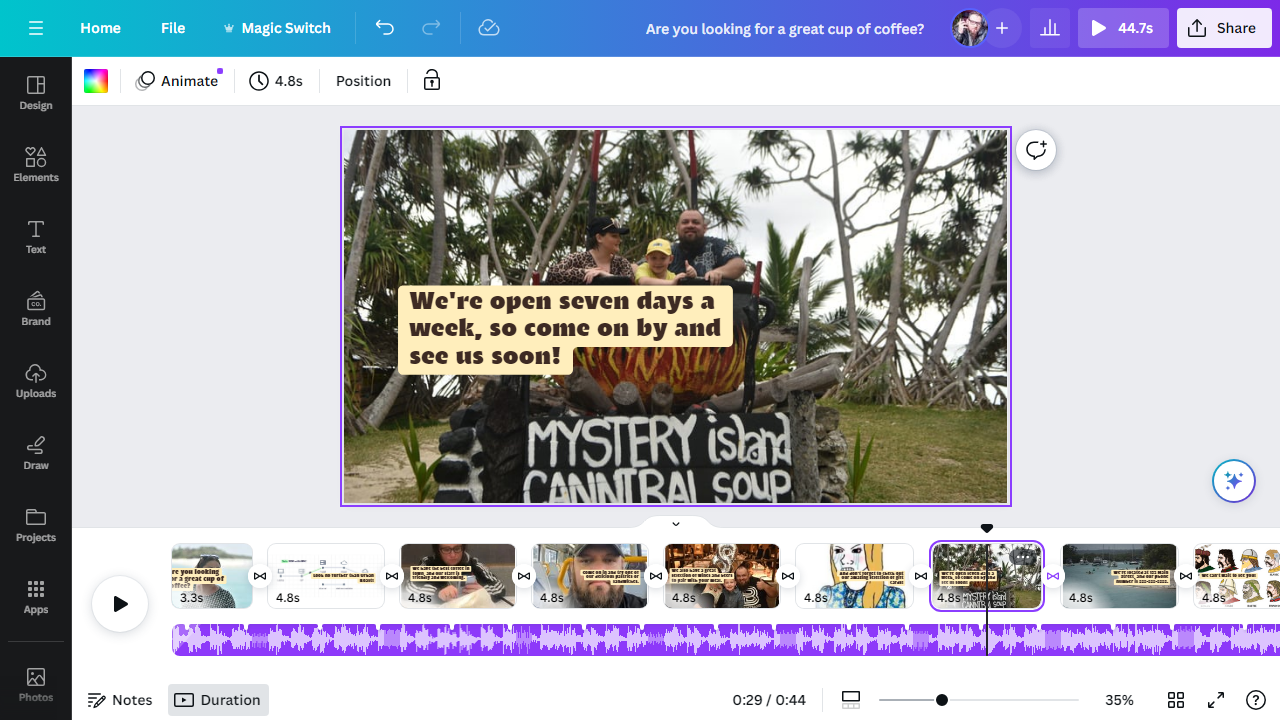 Home
File
Magic Switch
Are you looking for a great cup of coffee?
44.7s
Share
Animate
4.8s
Position
Design
Elements
Text
Brand
Uploads
Draw
Projects
Apps
Photos
We're open seven days a
week, so come on by and
see us soon!
MYSTERY island
CANNIBAL SOUP
3.3s
4.8s
4.8s
4.8s
4.8s
4.8s
4.8s
4.8s
4.8s
Notes
Duration
0:29 / 0:44
35%